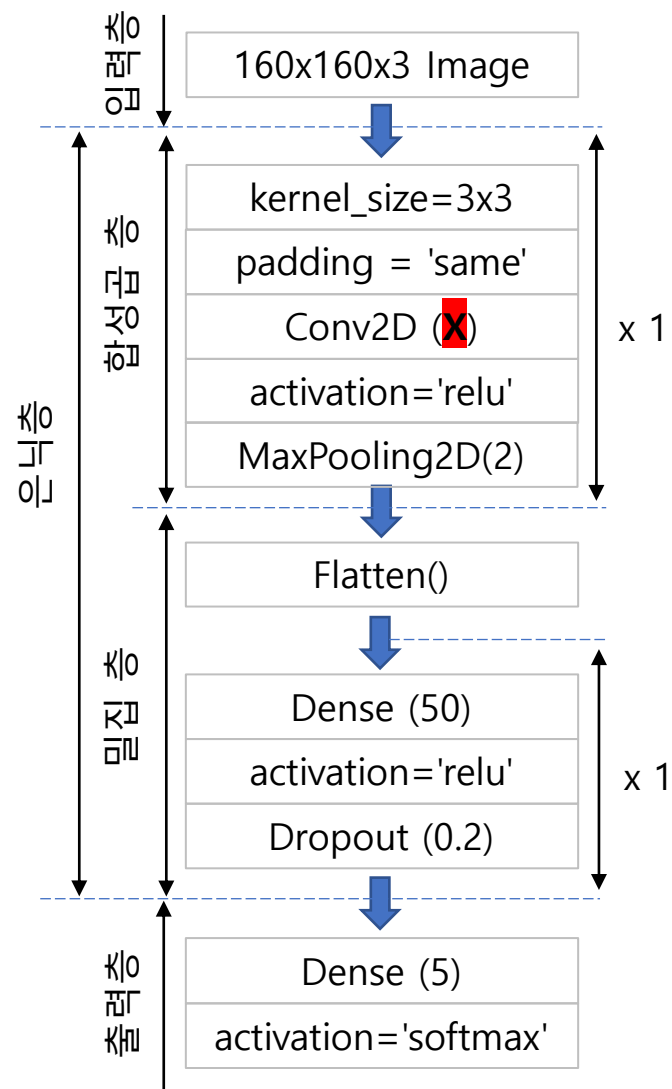 입력층
160x160x3 Image
은닉층
합성곱 층
kernel_size=3x3
padding = 'same'
Conv2D (X)
activation='relu'
MaxPooling2D(2)
x 1
밀집 층
Flatten()
Dense (50)
activation='relu'
Dropout (0.2)
x 1
출력층
Dense (5)
activation='softmax'